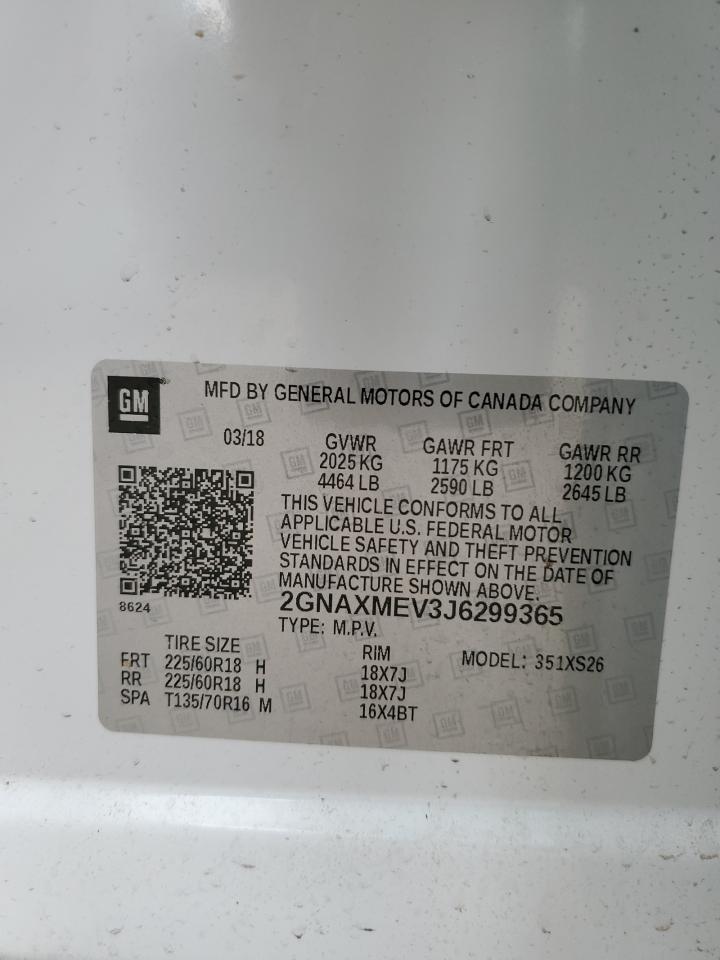 GM
MFD BY GENERAL MOTORS OF CANADA COMPANY
03/18 GVWR GAWR FRT GAWR RR
2025 KG 1175 KG 1200 KG
4464 LB 2590 LB 2645 LB
THIS VEHICLE CONFORMS TO ALL
APPLICABLE U.S. FEDERAL MOTOR
VEHICLE SAFETY AND THEFT PREVENTION
STANDARDS IN EFFECT ON THE DATE OF
MANUFACTURE SHOWN ABOVE.
8624
2GNAXMEV3J6299365
TYPE: M.P.V.
TIRE SIZE RIM MODEL: 351XS26
FRT 225/60R18 H 18X7J
RR 225/60R18 H 18X7J
SPA T135/70R16 M 16X4BT